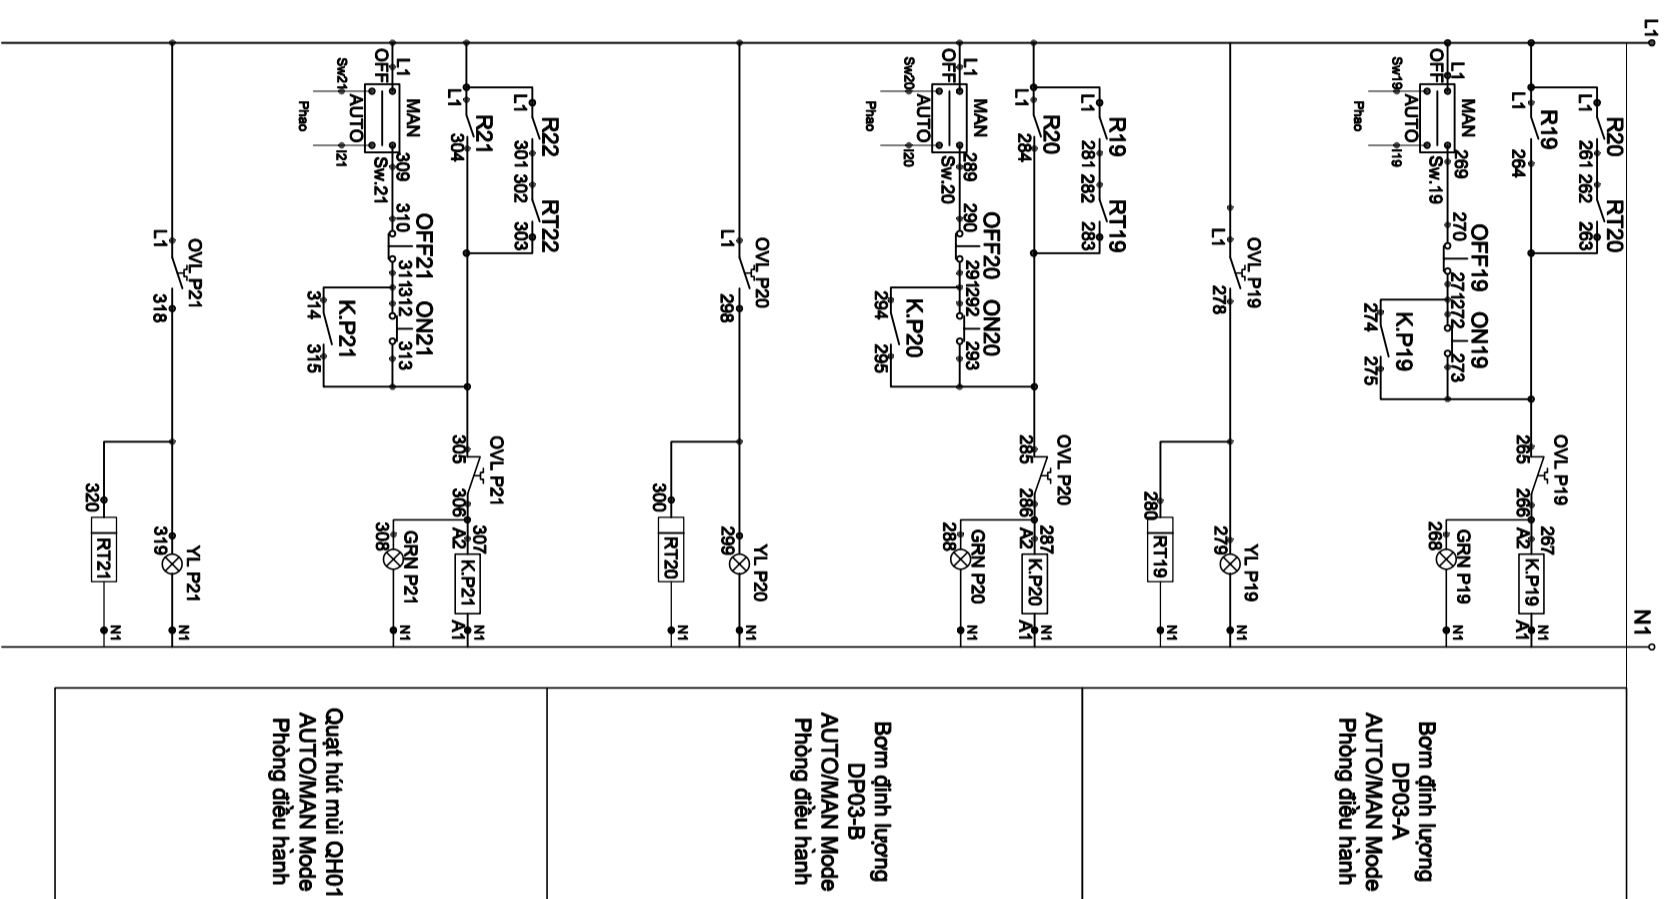 L1
N1
R20
L1
261
262
RT20
263
R19
L1
264
OVL P19
265
266
267
A2
K.P19
A1
N1
L1
OFF
MAN
AUTO
Sw19
I19
Phao
Sw.19
269
270
OFF19
271
272
ON19
273
274
K.P19
275
268
GRN P19
N1
OVL P19
L1
278
279
YL P19
N1
280
RT19
N1
R19
L1
281
282
RT19
283
R20
L1
284
OVL P20
285
286
287
A2
K.P20
A1
N1
L1
OFF
MAN
AUTO
Sw20
I20
Phao
Sw.20
289
290
OFF20
291
292
ON20
293
294
K.P20
295
288
GRN P20
N1
OVL P20
L1
298
299
YL P20
N1
300
RT20
N1
R22
L1
301
302
RT22
303
R21
L1
304
OVL P21
305
306
307
A2
K.P21
A1
N1
L1
OFF
MAN
AUTO
Sw21
I21
Phao
Sw.21
309
310
OFF21
311
312
ON21
313
314
K.P21
315
308
GRN P21
N1
OVL P21
L1
318
319
YL P21
N1
320
RT21
N1
Bơm định lượng
DP03-A
AUTO/MAN Mode
Phòng điều hành
Bơm định lượng
DP03-B
AUTO/MAN Mode
Phòng điều hành
Quạt hút mùi QH01
AUTO/MAN Mode
Phòng điều hành